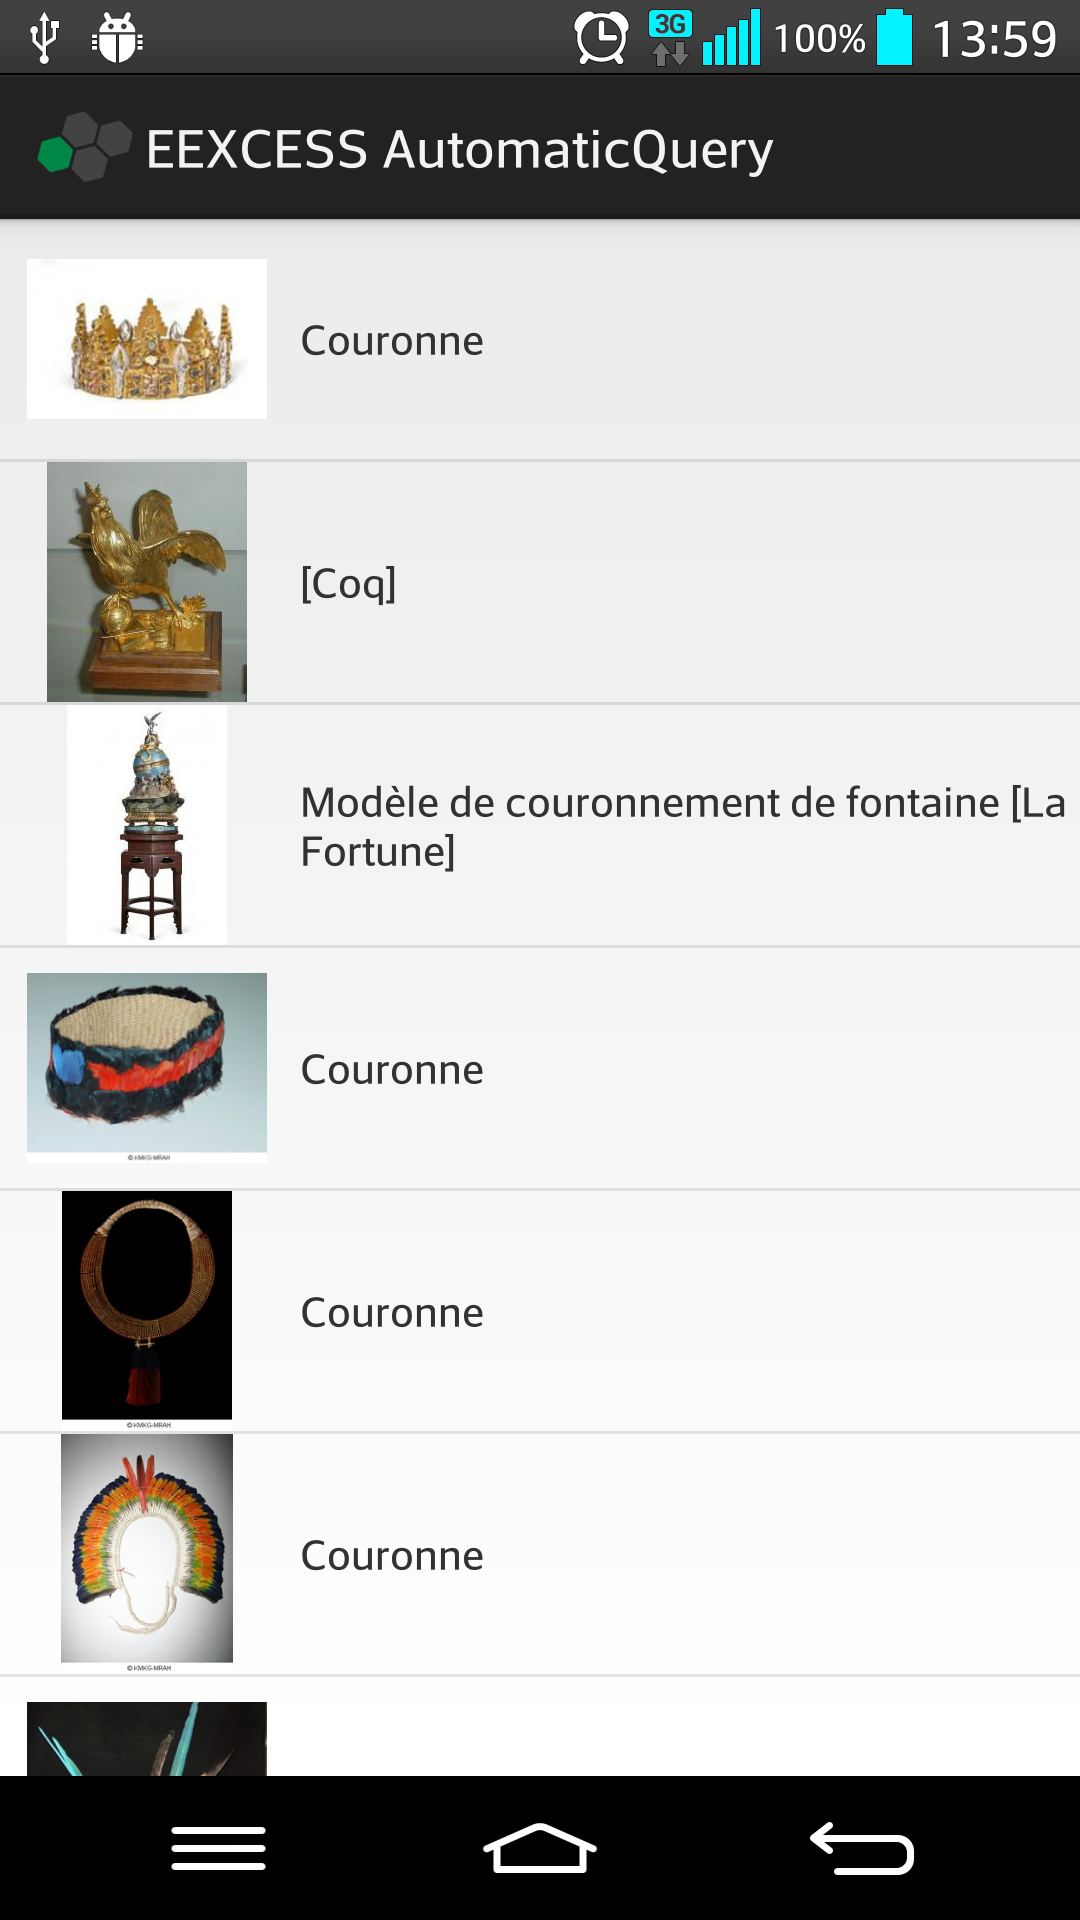 3G 100% 13:59
EEXCESS AutomaticQuery
Couronne
[Coq]
Modèle de couronnement de fontaine [La
Fortune]
Couronne
© KMKG-MRAH
Couronne
© KMKG-MRAH
Couronne
© KMKG-MRAH